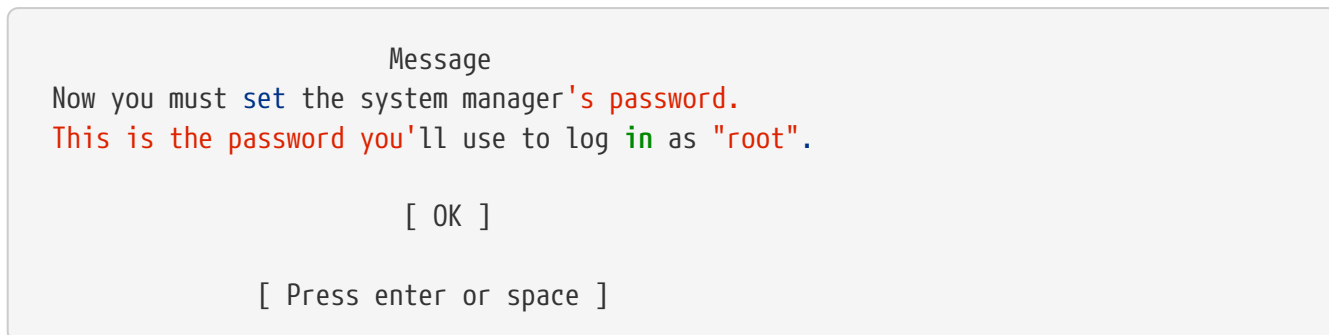 Message
Now you must set the system manager's password.
This is the password you'll use to log in as "root".
[ OK ]
[ Press enter or space ]